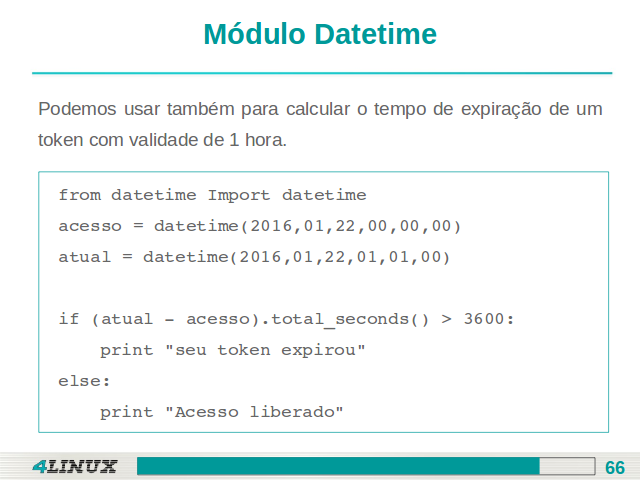 Módulo Datetime
Podemos usar também para calcular o tempo de expiração de um
token com validade de 1 hora.
from datetime Import datetime
acesso = datetime(2016,01,22,00,00,00)
atual = datetime(2016,01,22,01,01,00)
if (atual - acesso).total_seconds() > 3600:
    print "seu token expirou"
else:
    print "Acesso liberado"
4LINUX
66